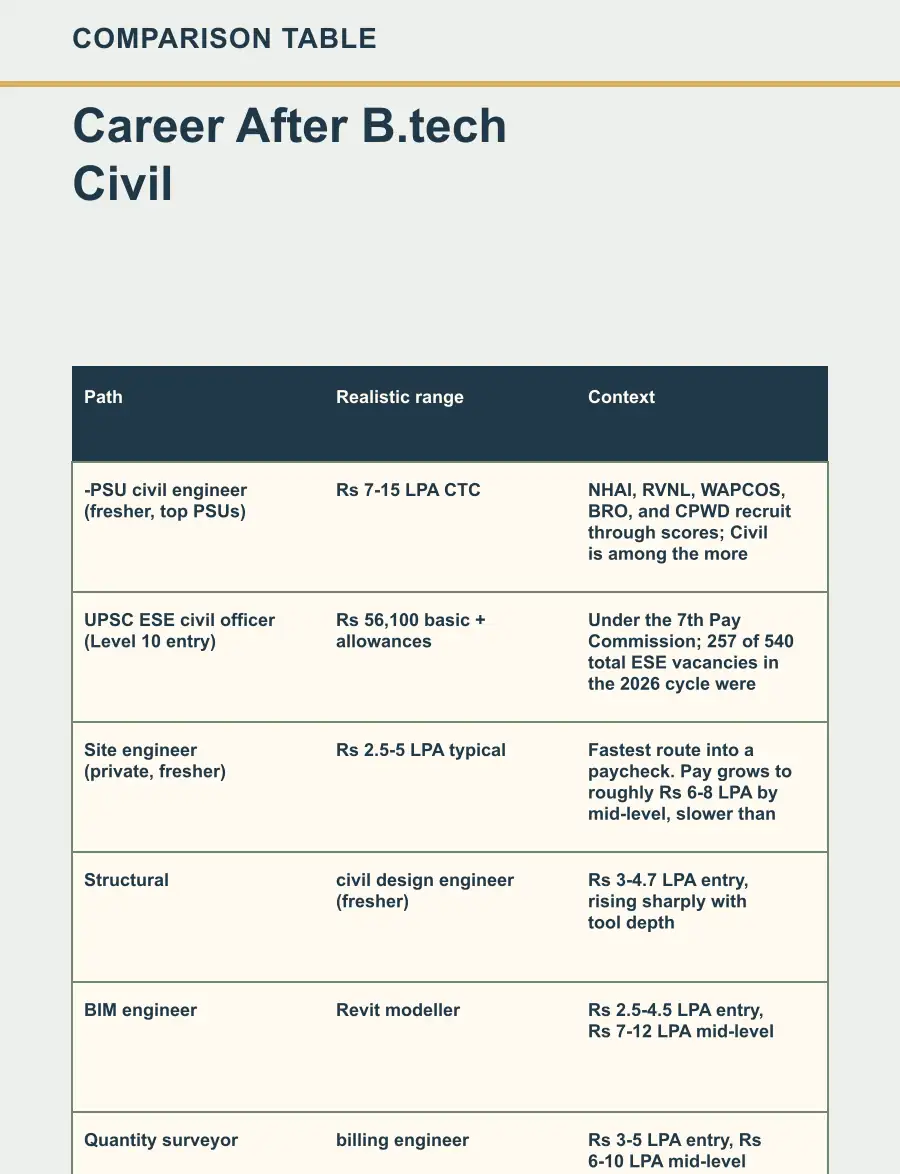 COMPARISON TABLE
Career After B.tech
Civil
Path
Realistic range
Context
-PSU civil engineer
(fresher, top PSUs)
Rs 7-15 LPA CTC
NHAI, RVNL, WAPCOS,
BRO, and CPWD recruit
through scores; Civil
is among the more
UPSC ESE civil officer
(Level 10 entry)
Rs 56,100 basic +
allowances
Under the 7th Pay
Commission; 257 of 540
total ESE vacancies in
the 2026 cycle were
Site engineer
(private, fresher)
Rs 2.5-5 LPA typical
Fastest route into a
paycheck. Pay grows to
roughly Rs 6-8 LPA by
mid-level, slower than
Structural
civil design engineer
(fresher)
Rs 3-4.7 LPA entry,
rising sharply with
tool depth
BIM engineer
Revit modeller
Rs 2.5-4.5 LPA entry,
Rs 7-12 LPA mid-level
Quantity surveyor
billing engineer
Rs 3-5 LPA entry, Rs
6-10 LPA mid-level